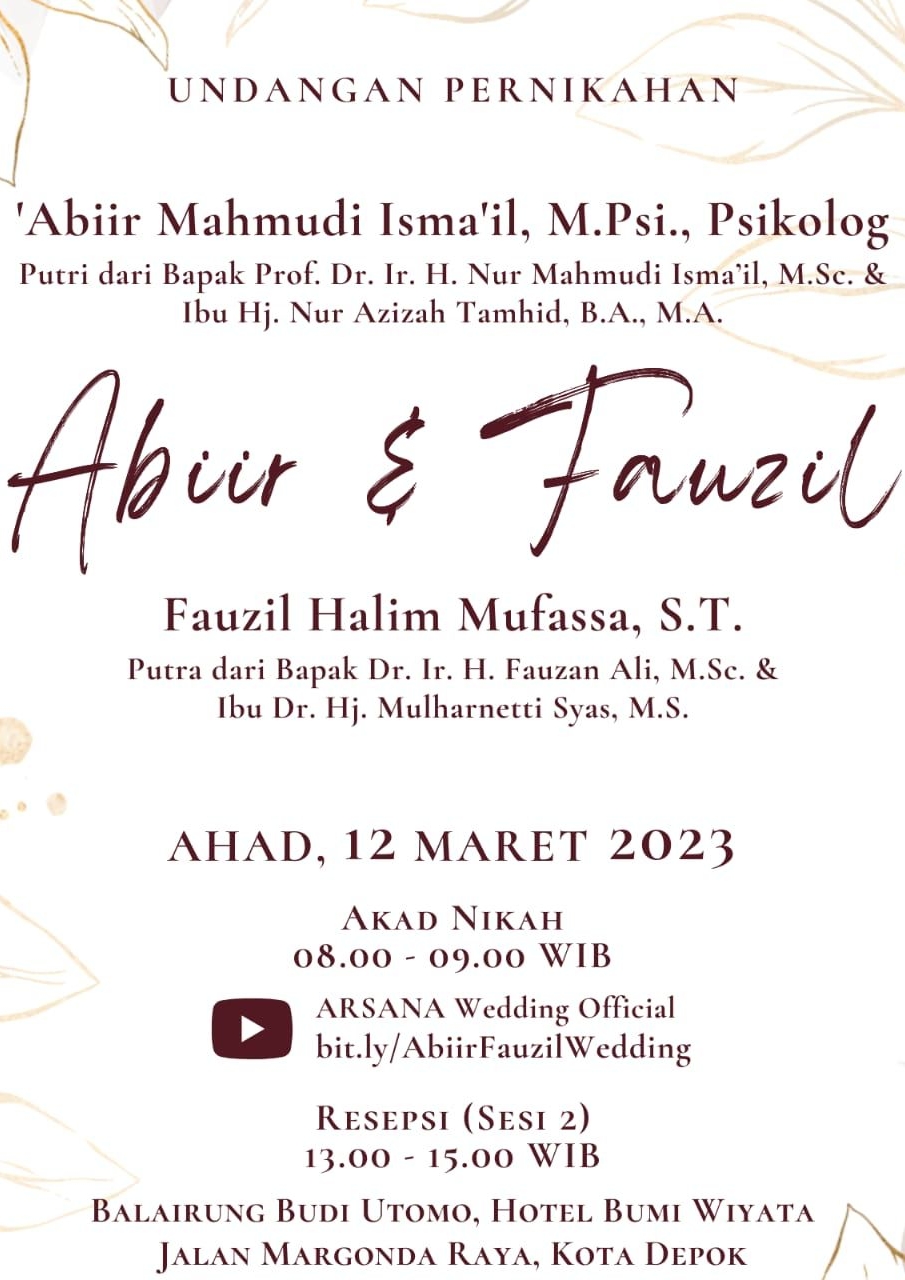 UNDANGAN PERNIKAHAN
'Abiir Mahmudi Isma'il, M.Psi., Psikolog
Putri dari Bapak Prof. Dr. Ir. H. Nur Mahmudi Isma’il, M.Sc. &
Ibu Hj. Nur Azizah Tamhid, B.A., M.A.
Abiir & Fauzil
Fauzil Halim Mufassa, S.T.
Putra dari Bapak Dr. Ir. H. Fauzan Ali, M.Sc. &
Ibu Dr. Hj. Mulharnetti Syas, M.S.
AHAD, 12 MARET 2023
Akad Nikah
08.00 - 09.00 WIB
ARSANA Wedding Official
bit.ly/AbiirFauzilWedding
Resepsi (Sesi 2)
13.00 - 15.00 WIB
Balairung Budi Utomo, Hotel Bumi Wiyata
Jalan Margonda Raya, Kota Depok